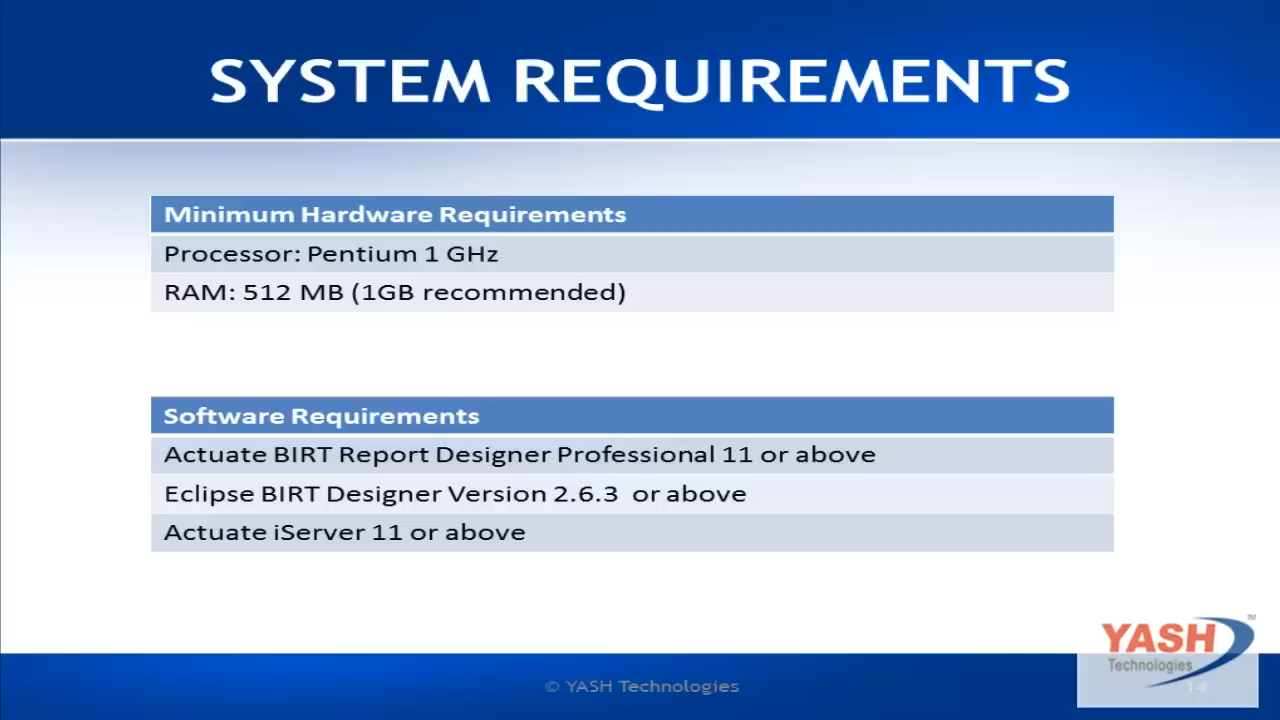 SYSTEM REQUIREMENTS
Minimum Hardware Requirements
Processor: Pentium 1 GHz
RAM: 512 MB (1GB recommended)
Software Requirements
Actuate BIRT Report Designer Professional 11 or above
Eclipse BIRT Designer Version 2.6.3  or above
Actuate iServer 11 or above
YASH TM
Technologies
© YASH Technologies
14